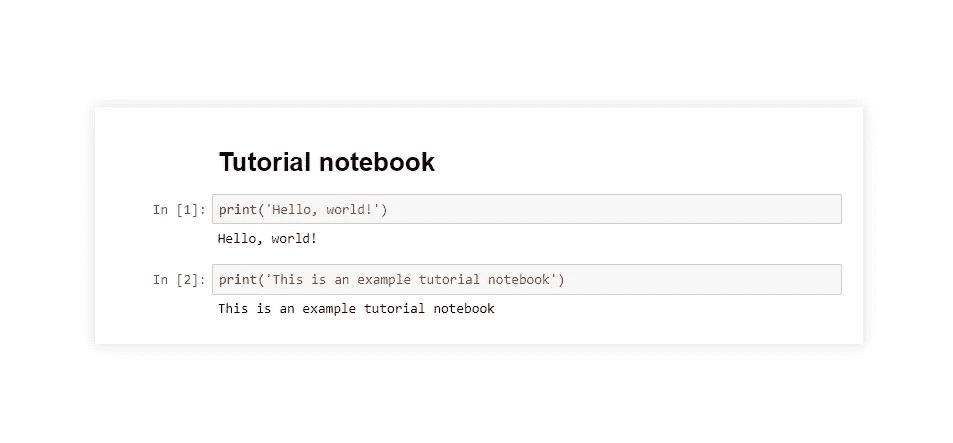 Tutorial notebook
In [1]: print('Hello, world!')
Hello, world!
In [2]: print('This is an example tutorial notebook')
This is an example tutorial notebook